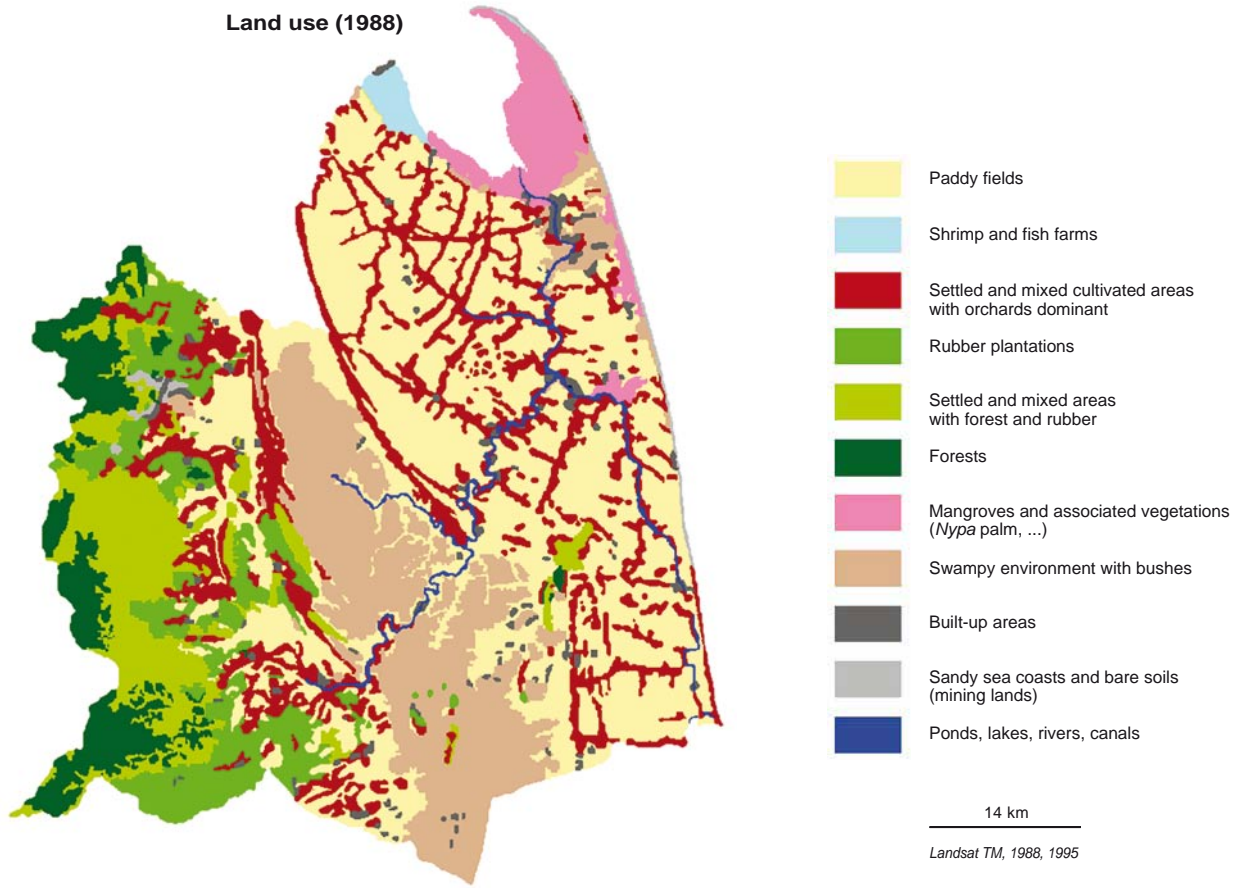 Land use (1988)
Paddy fields
Shrimp and fish farms
Settled and mixed cultivated areas
with orchards dominant
Rubber plantations
Settled and mixed areas
with forest and rubber
Forests
Mangroves and associated vegetations
(Nypa palm, ...)
Swampy environment with bushes
Built-up areas
Sandy sea coasts and bare soils
(mining lands)
Ponds, lakes, rivers, canals
14 km
Landsat TM, 1988, 1995